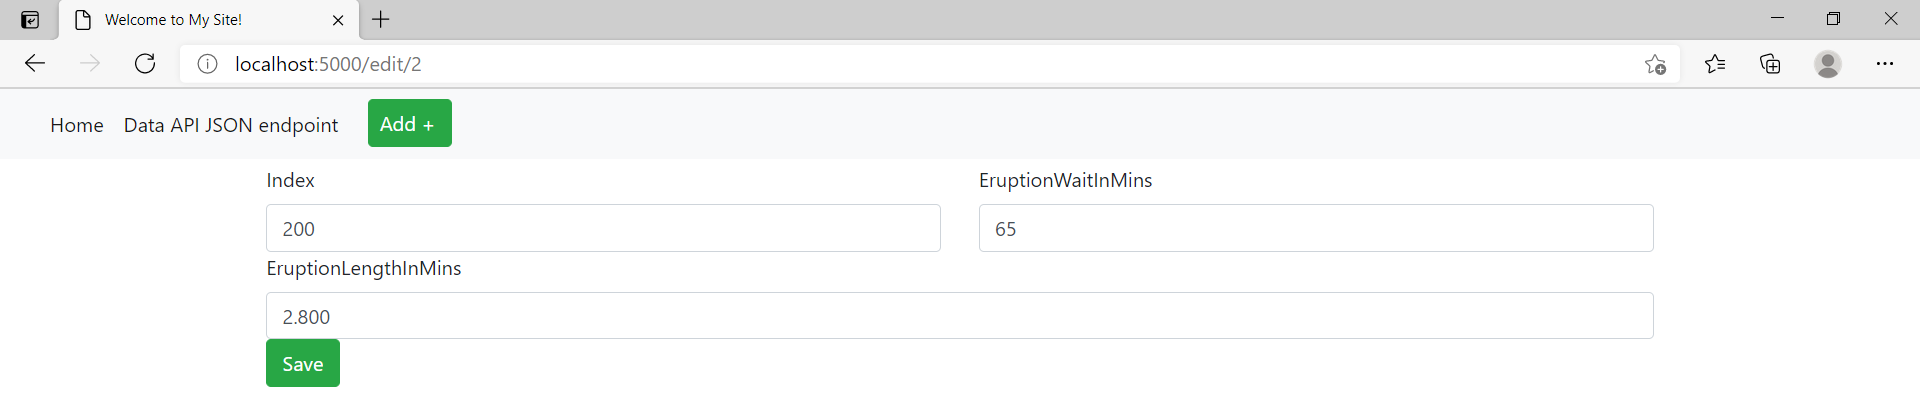 Welcome to My Site!
localhost:5000/edit/2
Home Data API JSON endpoint Add +
Index EruptionWaitInMins
200 65
EruptionLengthInMins
2.800
Save